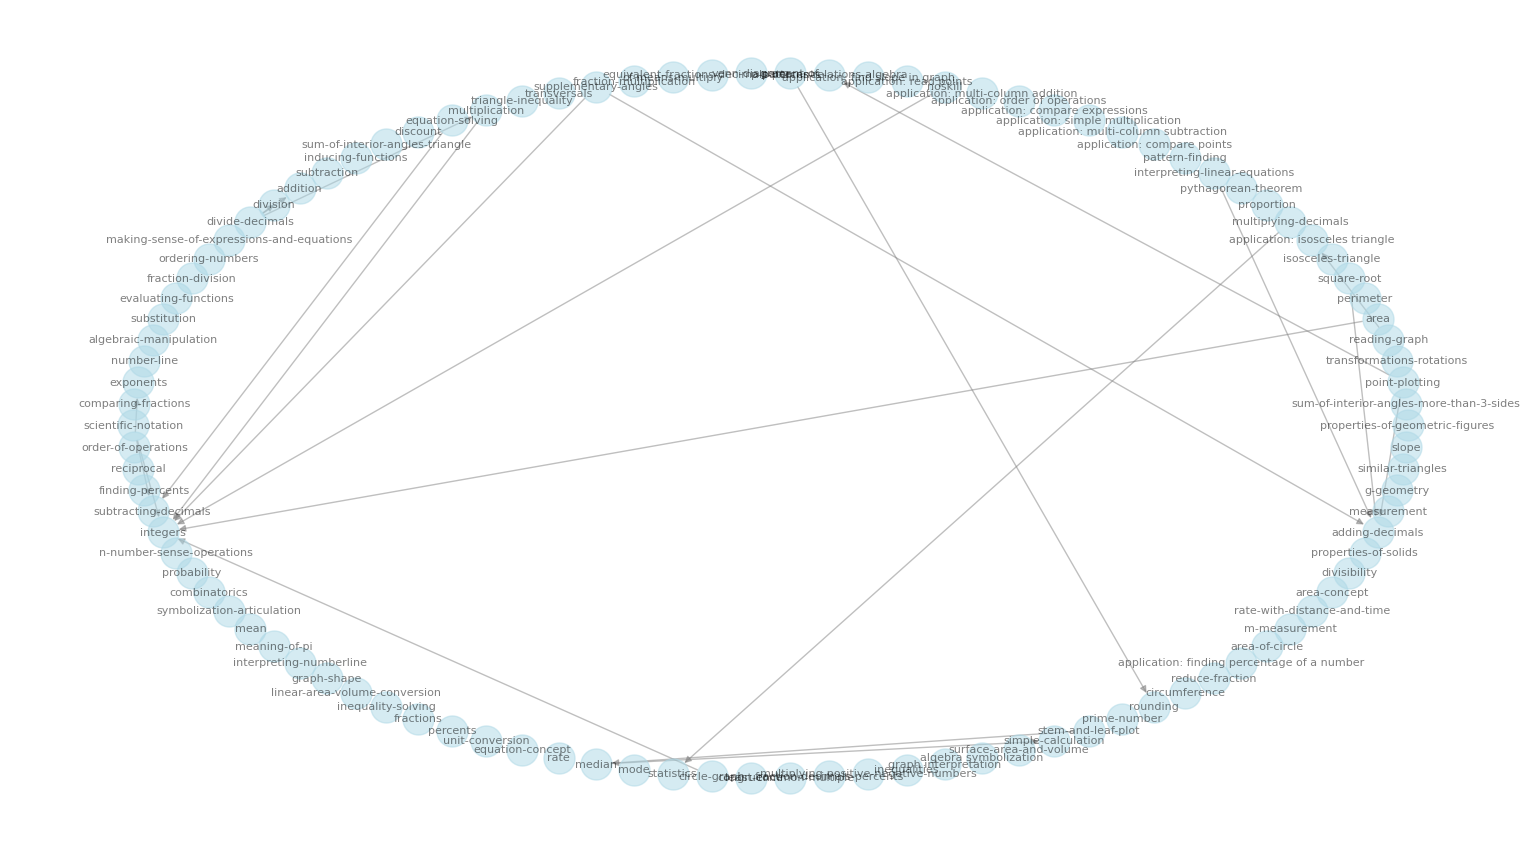 equivalent-fractions-decimals-percents
venn-diagram
patterns-relations-algebra
application: find slope in graph
fraction-multiplication
application: read points
supplementary-angles
noskill
transversals
application: multi-column addition
triangle-inequality
application: order of operations
multiplication
application: compare expressions
equation-solving
application: simple multiplication
discount
application: multi-column subtraction
sum-of-interior-angles-triangle
application: compare points
inducing-functions
pattern-finding
subtraction
interpreting-linear-equations
addition
pythagorean-theorem
division
proportion
divide-decimals
multiplying-decimals
making-sense-of-expressions-and-equations
application: isosceles triangle
ordering-numbers
isosceles-triangle
fraction-division
square-root
evaluating-functions
perimeter
substitution
area
algebraic-manipulation
reading-graph
number-line
transformations-rotations
exponents
point-plotting
comparing-fractions
sum-of-interior-angles-more-than-3-sides
scientific-notation
properties-of-geometric-figures
order-of-operations
slope
reciprocal
similar-triangles
finding-percents
g-geometry
subtracting-decimals
measurement
integers
adding-decimals
n-number-sense-operations
properties-of-solids
probability
divisibility
combinatorics
area-concept
symbolization-articulation
rate-with-distance-and-time
mean
m-measurement
meaning-of-pi
area-of-circle
interpreting-numberline
application: finding percentage of a number
graph-shape
reduce-fraction
linear-area-volume-conversion
circumference
inequality-solving
rounding
fractions
prime-number
percents
stem-and-leaf-plot
unit-conversion
simple-calculation
equation-concept
surface-area-and-volume
rate
algebra symbolization
median
graph interpretation
mode
inequalities
statistics
multiplying-positive-negative-numbers
circle-graph